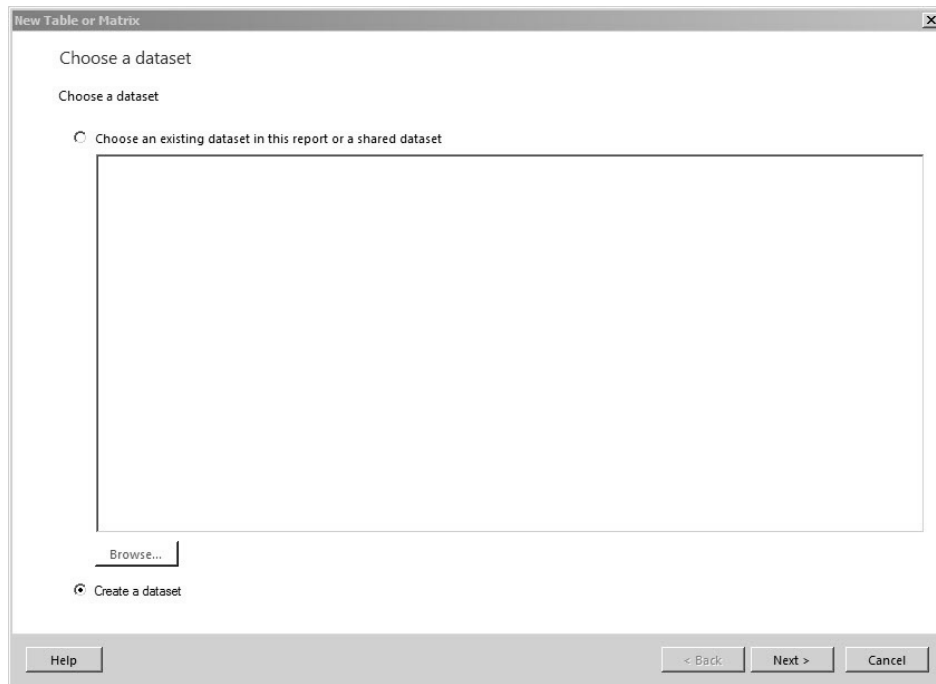 New Table or Matrix
Choose a dataset
Choose a dataset
Choose an existing dataset in this report or a shared dataset
Browse...
Create a dataset
Help < Back Next > Cancel